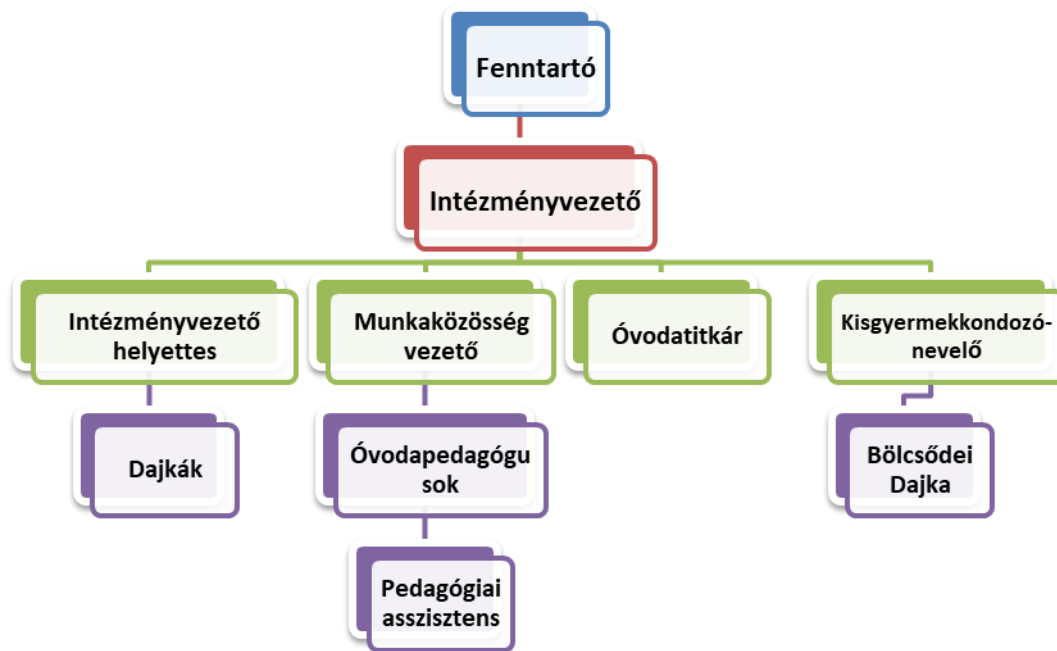 Fenntartó
Intézményvezető
Intézményvezető
helyettes
Munkaközösség
vezető
Óvodatitkár
Kisgyermekkondozó-
nevelő
Dajkák
Óvodapedagógu
sok
Bölcsődei
Dajka
Pedagógiai
asszisztens